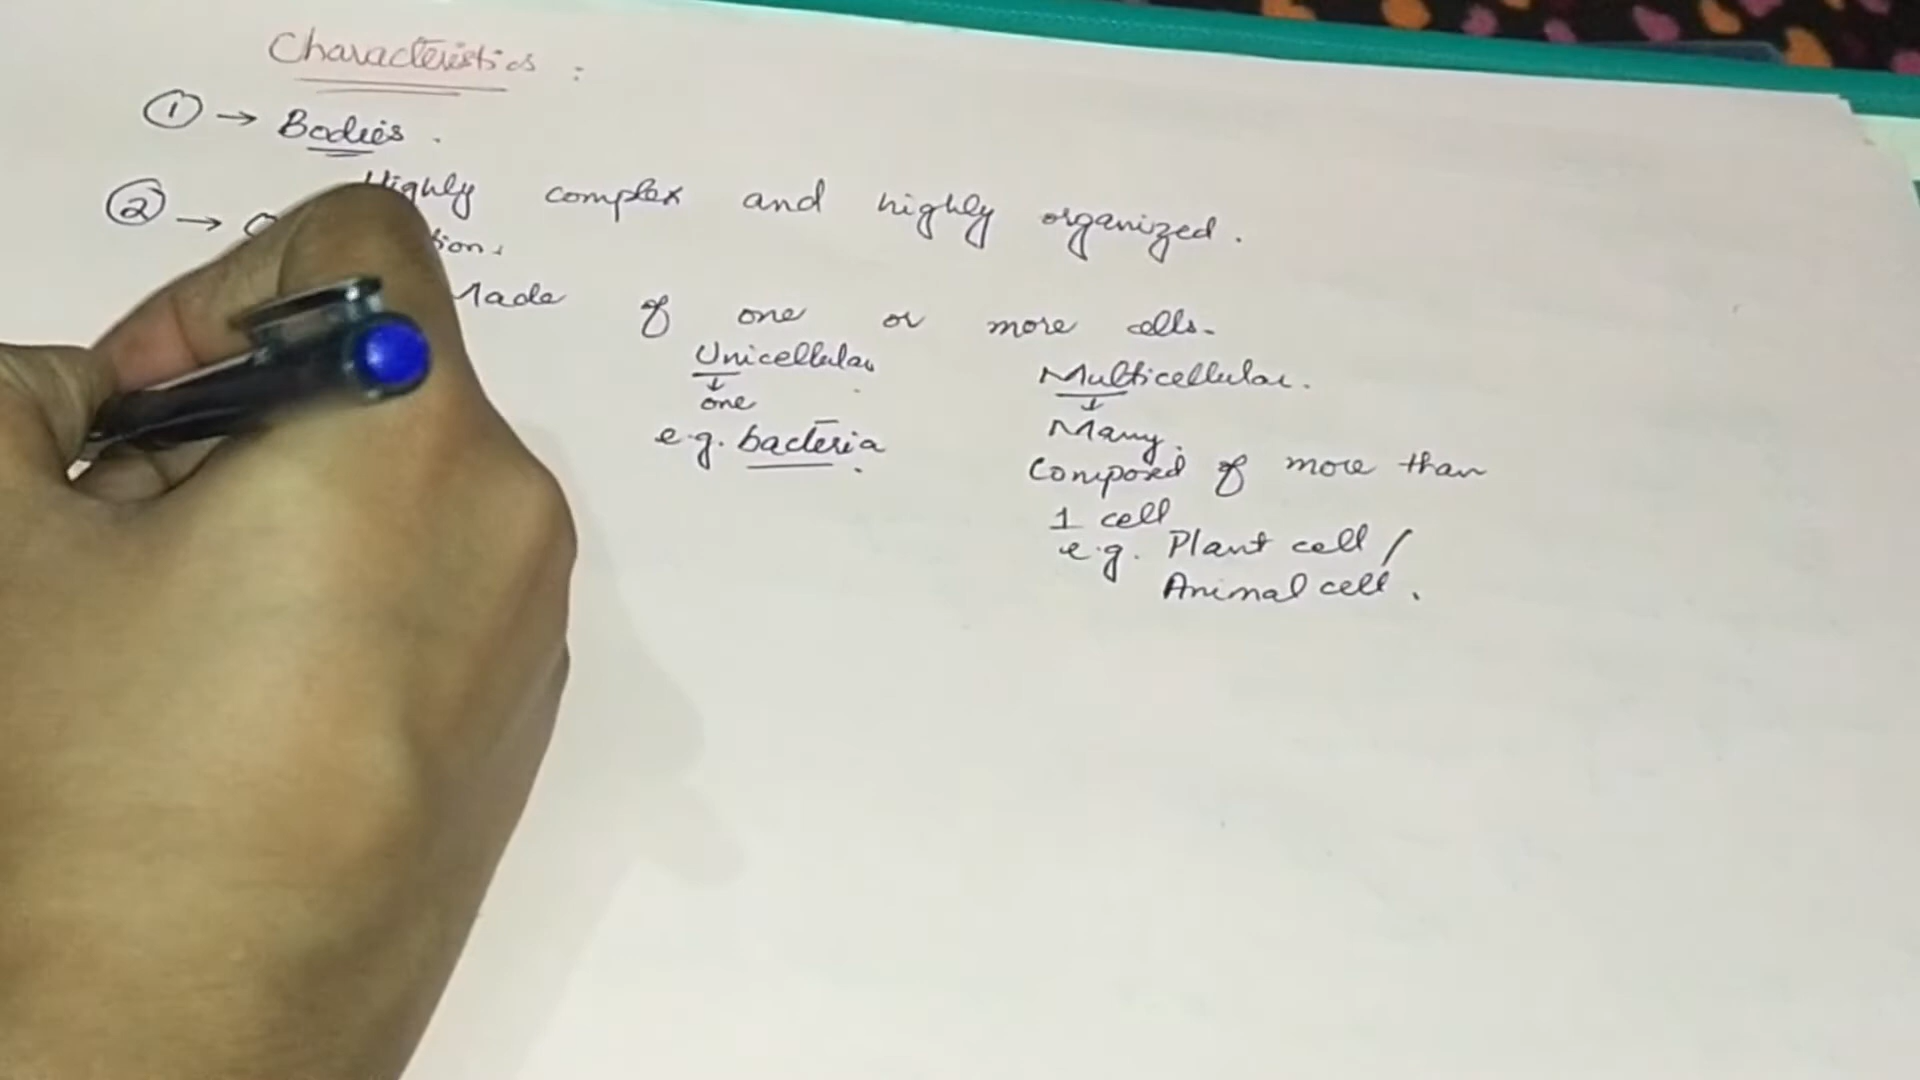 Characteristics :
① → Bodies.
Highly complex and highly organized.
② →
Made of one or more cells.
Unicellular
↓
one
e.g. bacteria.
Multicellular.
↓
Many.
Composed of more than
1 cell
e.g. Plant cell /
Animal cell.